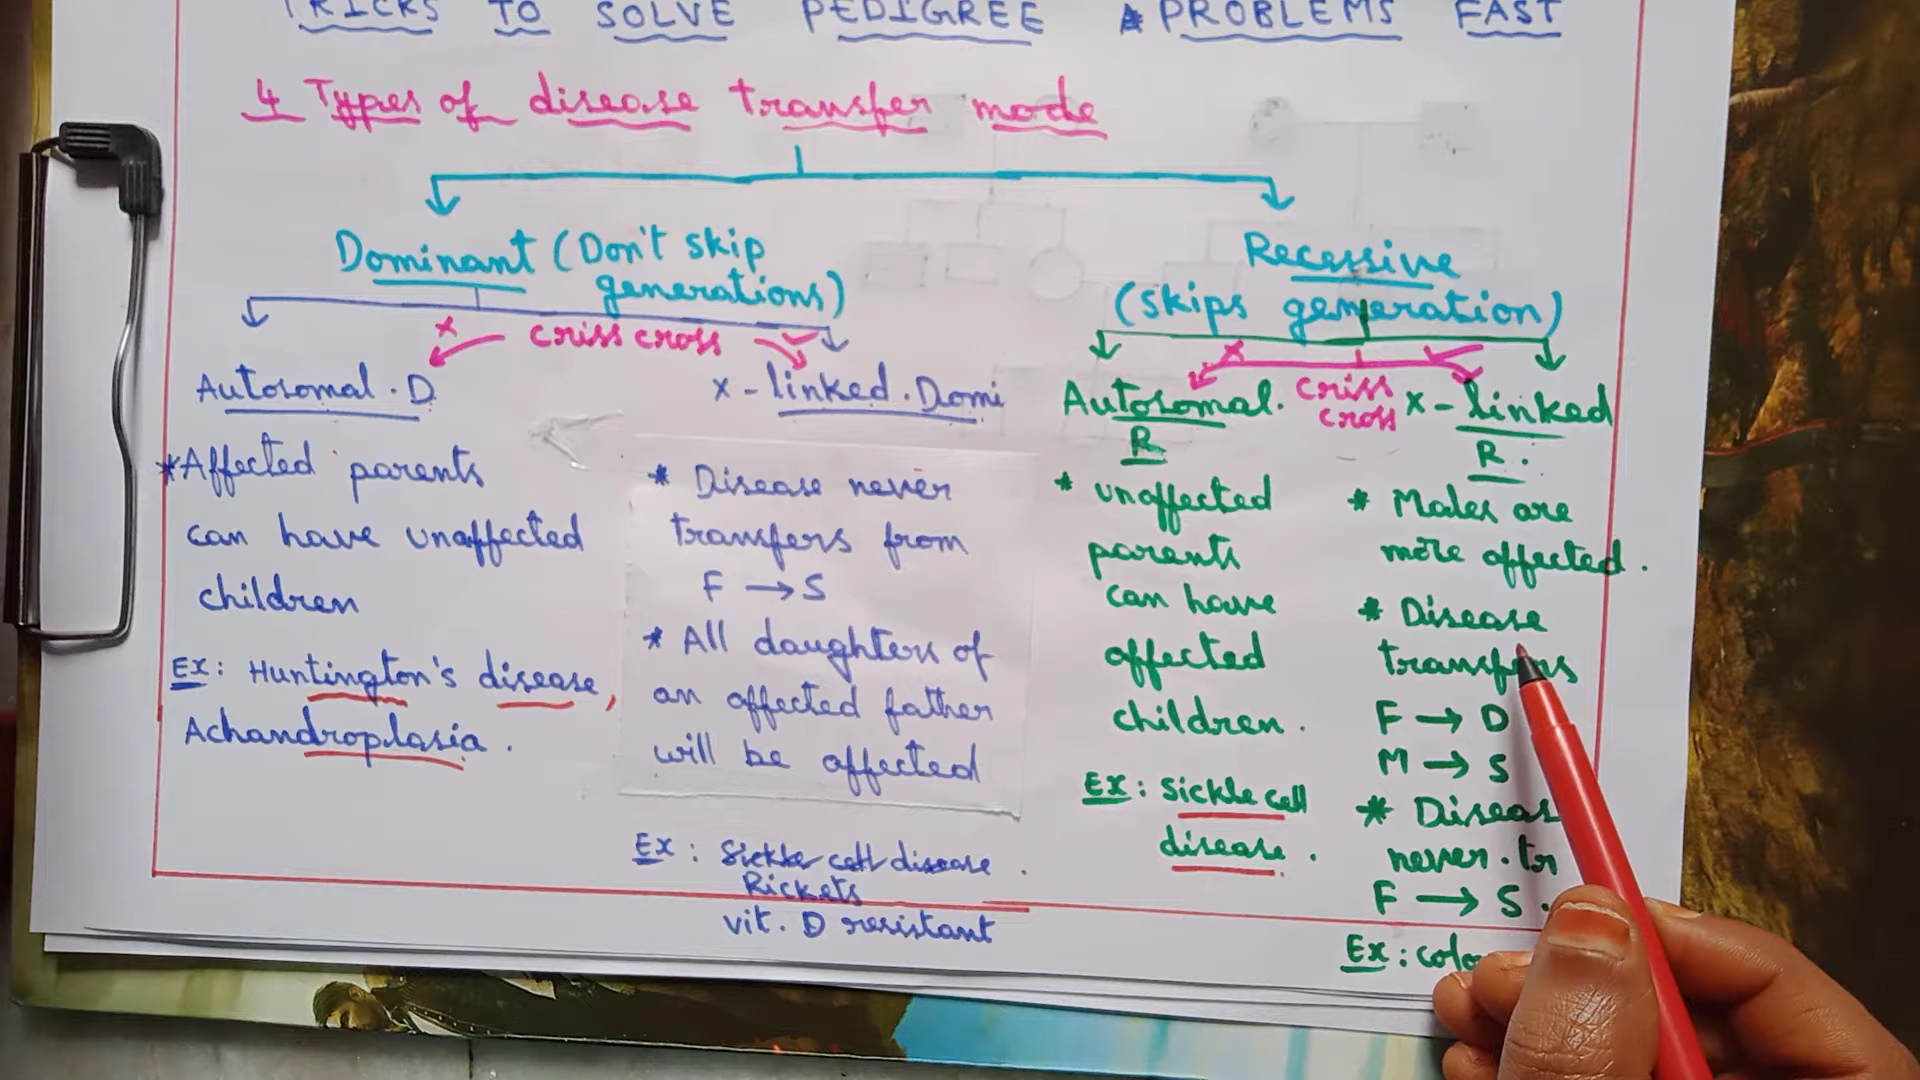 TRICKS TO SOLVE PEDIGREE PROBLEMS FAST
4 Types of disease transfer mode
Dominant (Don't skip
generations)
criss cross
Autosomal . D
x - linked . Domi
*Affected parents
can have unaffected
children
Ex: Huntington's disease,
Achandroplasia .
* Disease never
transfers from
F → S
* All daughters of
an affected father
will be affected
Ex : Sickle cell disease .
Rickets
vit. D resistant
Recessive
(skips generation)
criss
cross
Autosomal.
R
x - linked
R .
* unaffected
parents
can have
affected
children .
Ex : Sickle cell
disease .
* Males are
more affected .
* Disease
transfers
F → D
M → S
* Diseas
never . tr
F → S .
Ex : colo